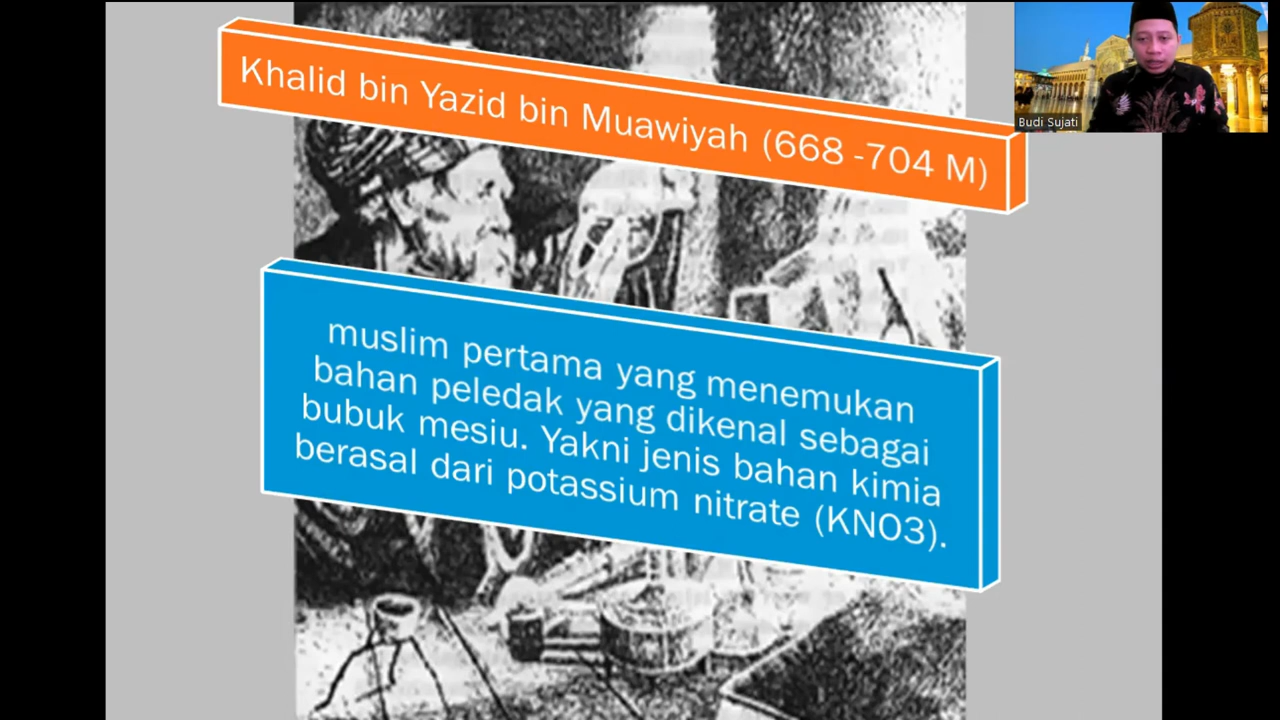 Khalid bin Yazid bin Muawiyah (668 -704 M)
Budi Sujati
muslim pertama yang menemukan
bahan peledak yang dikenal sebagai
bubuk mesiu. Yakni jenis bahan kimia
berasal dari potassium nitrate (KNO3).